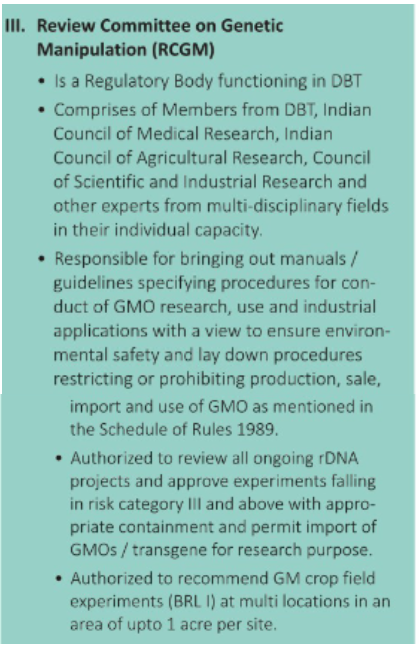 III. Review Committee on Genetic
Manipulation (RCGM)
• Is a Regulatory Body functioning in DBT
• Comprises of Members from DBT, Indian
Council of Medical Research, Indian
Council of Agricultural Research, Council
of Scientific and Industrial Research and
other experts from multi-disciplinary fields
in their individual capacity.
• Responsible for bringing out manuals /
guidelines specifying procedures for con-
duct of GMO research, use and industrial
applications with a view to ensure environ-
mental safety and lay down procedures
restricting or prohibiting production, sale,
import and use of GMO as mentioned in
the Schedule of Rules 1989.
• Authorized to review all ongoing rDNA
projects and approve experiments falling
in risk category III and above with appro-
priate containment and permit import of
GMOs / transgene for research purpose.
• Authorized to recommend GM crop field
experiments (BRL I) at multi locations in an
area of upto 1 acre per site.